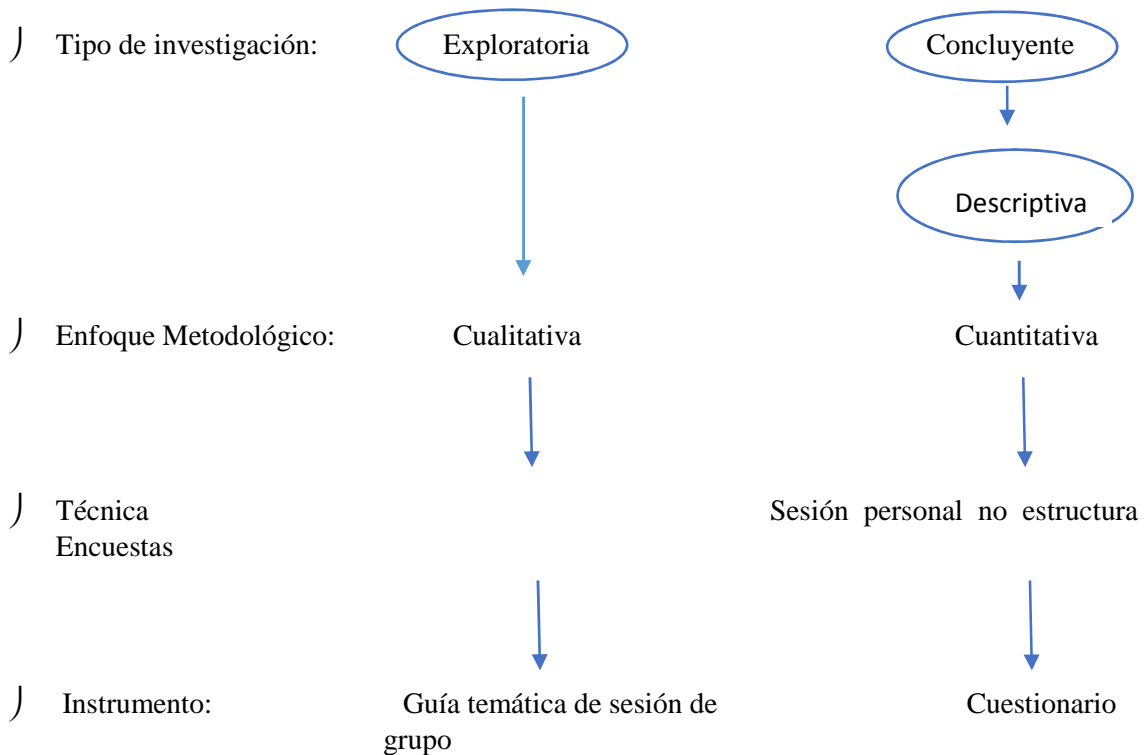 Tipo de investigación: Exploratoria Concluyente
Descriptiva
Enfoque Metodológico: Cualitativa Cuantitativa
Técnica Sesión personal no estructura
Encuestas
Instrumento: Guía temática de sesión de Cuestionario
grupo